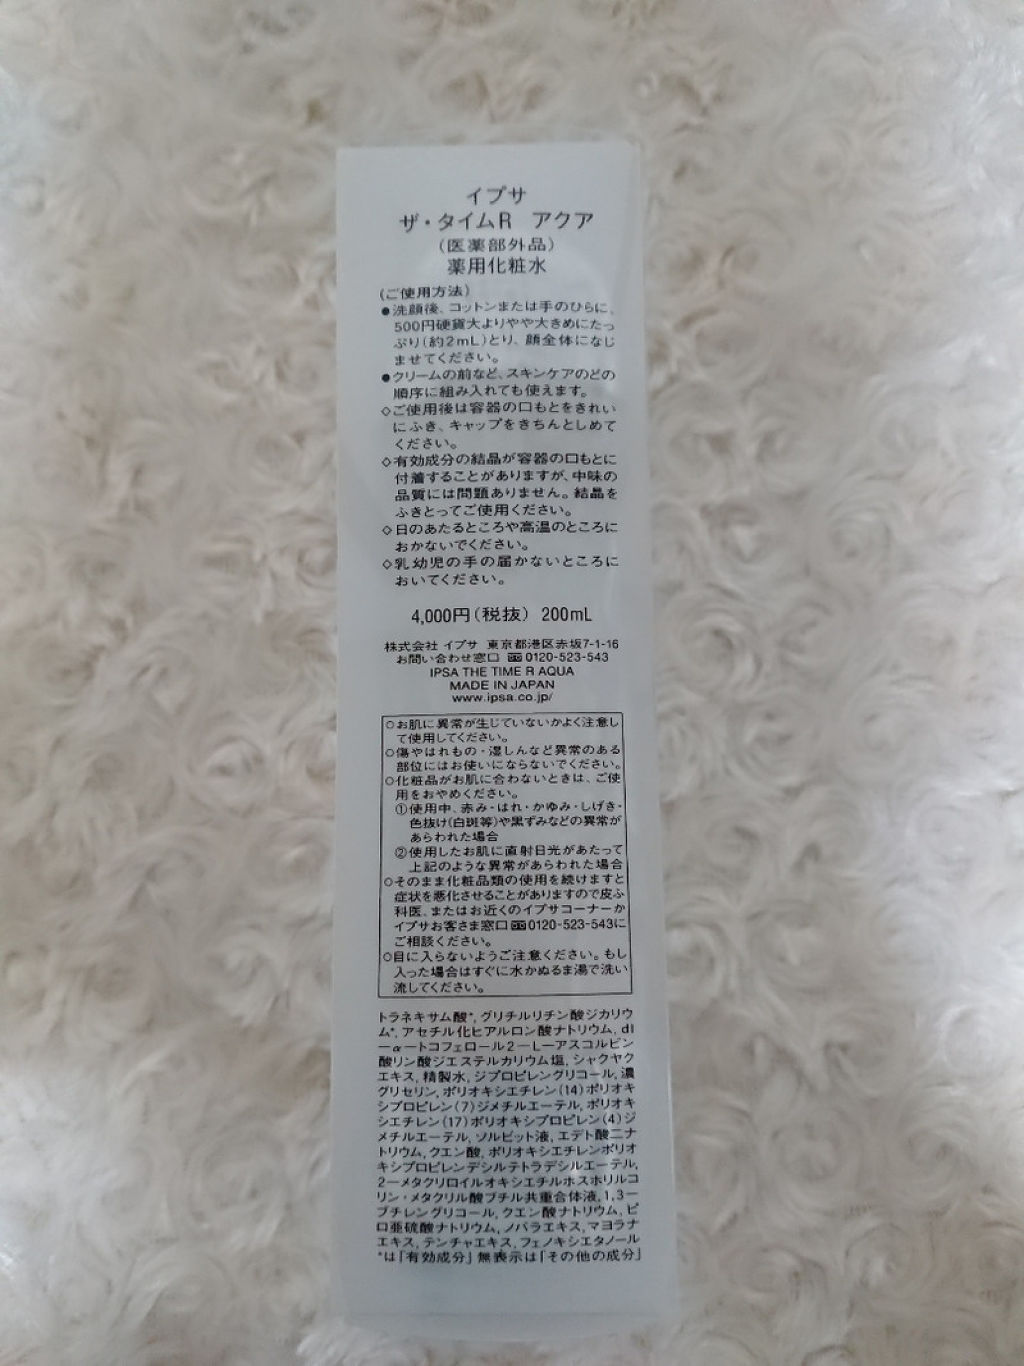 イプサ
ザ・タイムR アクア
（医薬部外品）
薬用化粧水
（ご使用方法）
●洗顔後、コットンまたは手のひらに、
500円硬貨大よりやや大きめにたっ
ぷり（約2mL）とり、顔全体になじ
ませてください。
●クリームの前など、スキンケアのどの
順序に組み入れても使えます。
◇ご使用後は容器の口もとをきれい
にふき、キャップをきちんとしめて
ください。
◇有効成分の結晶が容器の口もとに
付着することがありますが、中味の
品質には問題ありません。結晶を
ふきとってご使用ください。
◇日のあたるところや高温のところに
おかないでください。
◇乳幼児の手の届かないところに
おいてください。
4,000円（税抜） 200mL
株式会社 イプサ 東京都港区赤坂7-1-16
お問い合わせ窓口 0120-523-543
IPSA THE TIME R AQUA
MADE IN JAPAN
www.ipsa.co.jp/
○お肌に異常が生じていないかよく注意し
て使用してください。
○傷やはれもの・湿しんなど異常のある
部位にはお使いにならないでください。
○化粧品がお肌に合わないときは、ご使
用をおやめください。
①使用中、赤み・はれ・かゆみ・しげき・
色抜け（白斑等）や黒ずみなどの異常が
あらわれた場合
②使用したお肌に直射日光があたって
上記のような異常があらわれた場合
○そのまま化粧品類の使用を続けますと
症状を悪化させることがありますので皮ふ
科医、またはお近くのイプサコーナーか
イプサお客さま窓口 0120-523-543に
ご相談ください。
○目に入らないようご注意ください。もし
入った場合はすぐに水かぬるま湯で洗い
流してください。
トラネキサム酸*，グリチルリチン酸ジカリウ
ム*，アセチル化ヒアルロン酸ナトリウム，dl
－α－トコフェロール2－L－アスコルビン
酸リン酸ジエステルカリウム塩，シャクヤク
エキス，精製水，ジプロピレングリコール，濃
グリセリン，ポリオキシエチレン（14）ポリオキ
シプロピレン（7）ジメチルエーテル，ポリオキ
シエチレン（17）ポリオキシプロピレン（4）ジ
メチルエーテル，ソルビット液，エデト酸二ナ
トリウム，クエン酸，ポリオキシエチレンポリオ
キシプロピレンデシルテトラデシルエーテル，
2－メタクリロイルオキシエチルホスホリルコ
リン・メタクリル酸ブチル共重合体液，1,3－
ブチレングリコール，クエン酸ナトリウム，ピ
ロ亜硫酸ナトリウム，ノバラエキス，マヨラナ
エキス，テンチャエキス，フェノキシエタノール
*は「有効成分」無表示は「その他の成分」